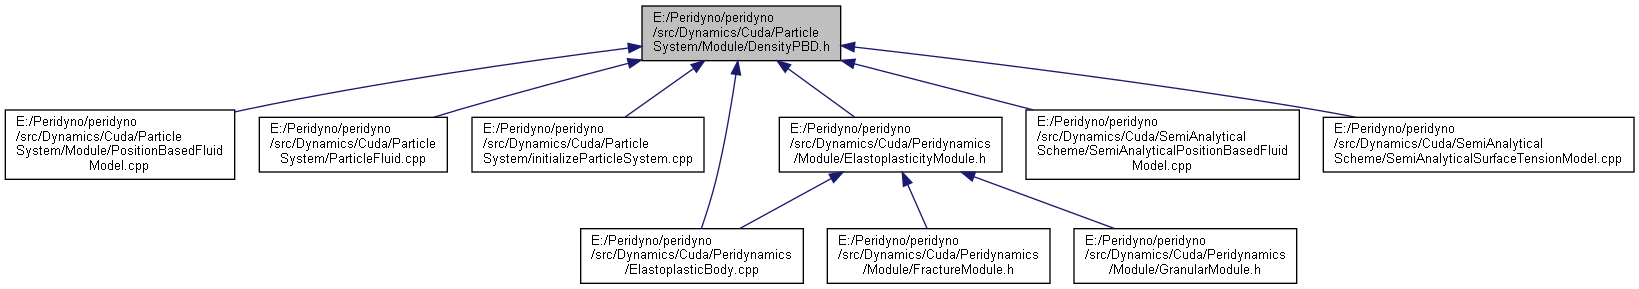 E:/Peridyno/peridyno
/src/Dynamics/Cuda/Particle
System/Module/DensityPBD.h
E:/Peridyno/peridyno
/src/Dynamics/Cuda/Particle
System/Module/PositionBasedFluid
Model.cpp
E:/Peridyno/peridyno
/src/Dynamics/Cuda/Particle
System/ParticleFluid.cpp
E:/Peridyno/peridyno
/src/Dynamics/Cuda/Particle
System/initializeParticleSystem.cpp
E:/Peridyno/peridyno
/src/Dynamics/Cuda/Peridynamics
/Module/ElastoplasticityModule.h
E:/Peridyno/peridyno
/src/Dynamics/Cuda/SemiAnalytical
Scheme/SemiAnalyticalPositionBasedFluid
Model.cpp
E:/Peridyno/peridyno
/src/Dynamics/Cuda/SemiAnalytical
Scheme/SemiAnalyticalSurfaceTensionModel.cpp
E:/Peridyno/peridyno
/src/Dynamics/Cuda/Peridynamics
/ElastoplasticBody.cpp
E:/Peridyno/peridyno
/src/Dynamics/Cuda/Peridynamics
/Module/FractureModule.h
E:/Peridyno/peridyno
/src/Dynamics/Cuda/Peridynamics
/Module/GranularModule.h